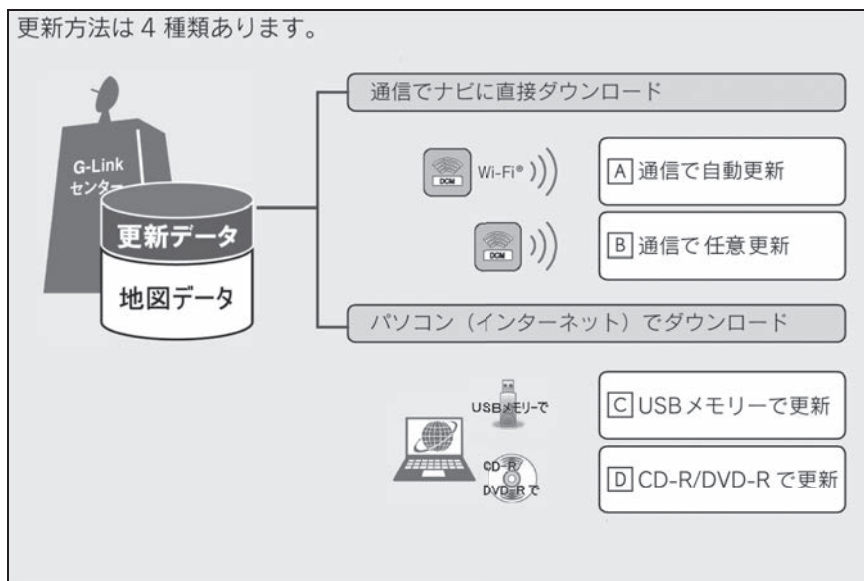 更新方法は 4 種類あります。
通信でナビに直接ダウンロード
G-Link
センター
更新データ
地図データ
DCM
Wi-Fi®
A 通信で自動更新
DCM
B 通信で任意更新
パソコン（インターネット）でダウンロード
USBメモリーで
C USBメモリーで更新
CD-R/
DVD-Rで
D CD-R/DVD-R で更新